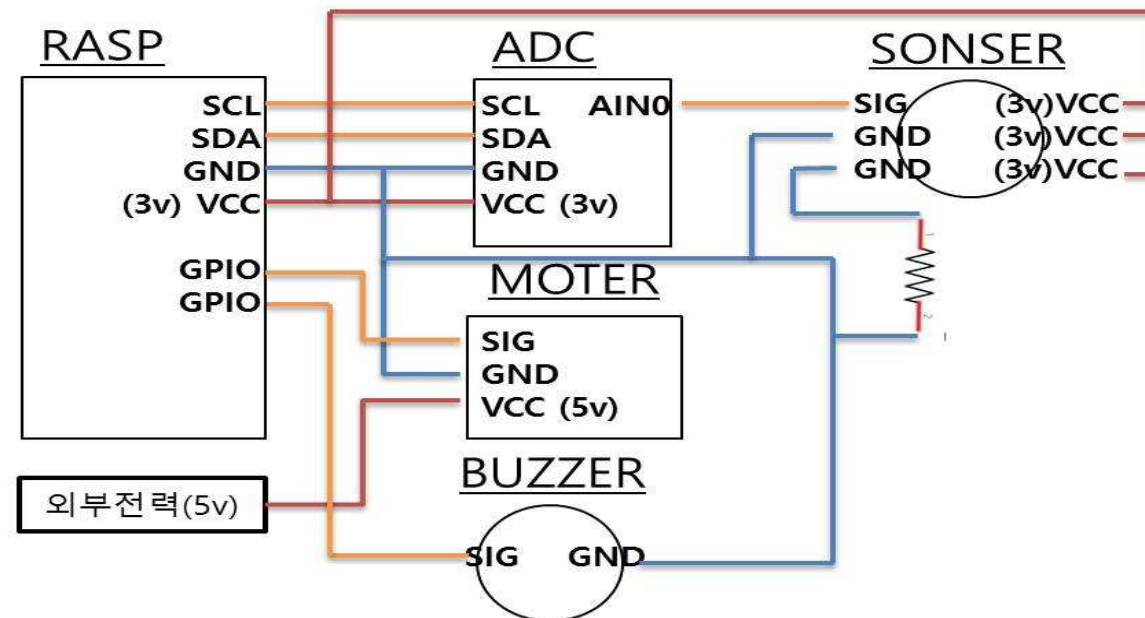 RASP
SCL
SDA
GND
(3v) VCC
GPIO
GPIO
외부전력(5v)
ADC
SCL AIN0
SDA
GND
VCC (3v)
MOTER
SIG
GND
VCC (5v)
BUZZER
SIG GND
SONSER
SIG (3v)VCC
GND (3v)VCC
GND (3v)VCC
1
2